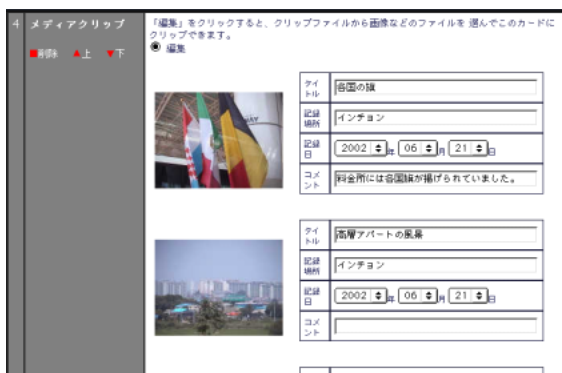 4 メディアクリップ
■削除 ▲上 ▼下
「編集」をクリックすると、クリップファイルから画像などのファイルを 選んでこのカードに
クリップできます。
編集
タイトル 各国の旗
記録場所 インチョン
記録日 2002 年 06 月 21 日
コメント 料金所には各国旗が掲げられていました。
タイトル 高層アパートの風景
記録場所 インチョン
記録日 2002 年 06 月 21 日
コメント